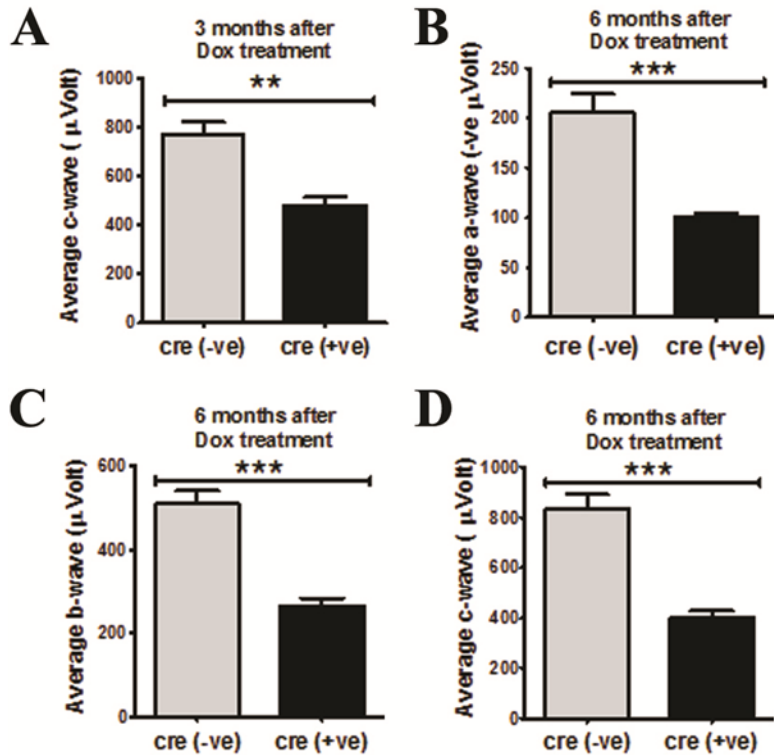 A
3 months after
Dox treatment
**
Average c-wave ( μVolt)
1000
800
600
400
200
0
cre (-ve)
cre (+ve)
B
6 months after
Dox treatment
***
Average a-wave (-ve μVolt)
250
200
150
100
50
0
cre (-ve)
cre (+ve)
C
6 months after
Dox treatment
***
Average b-wave (μVolt)
600
400
200
0
cre (-ve)
cre (+ve)
D
6 months after
Dox treatment
***
Average c-wave ( μVolt)
1000
800
600
400
200
0
cre (-ve)
cre (+ve)